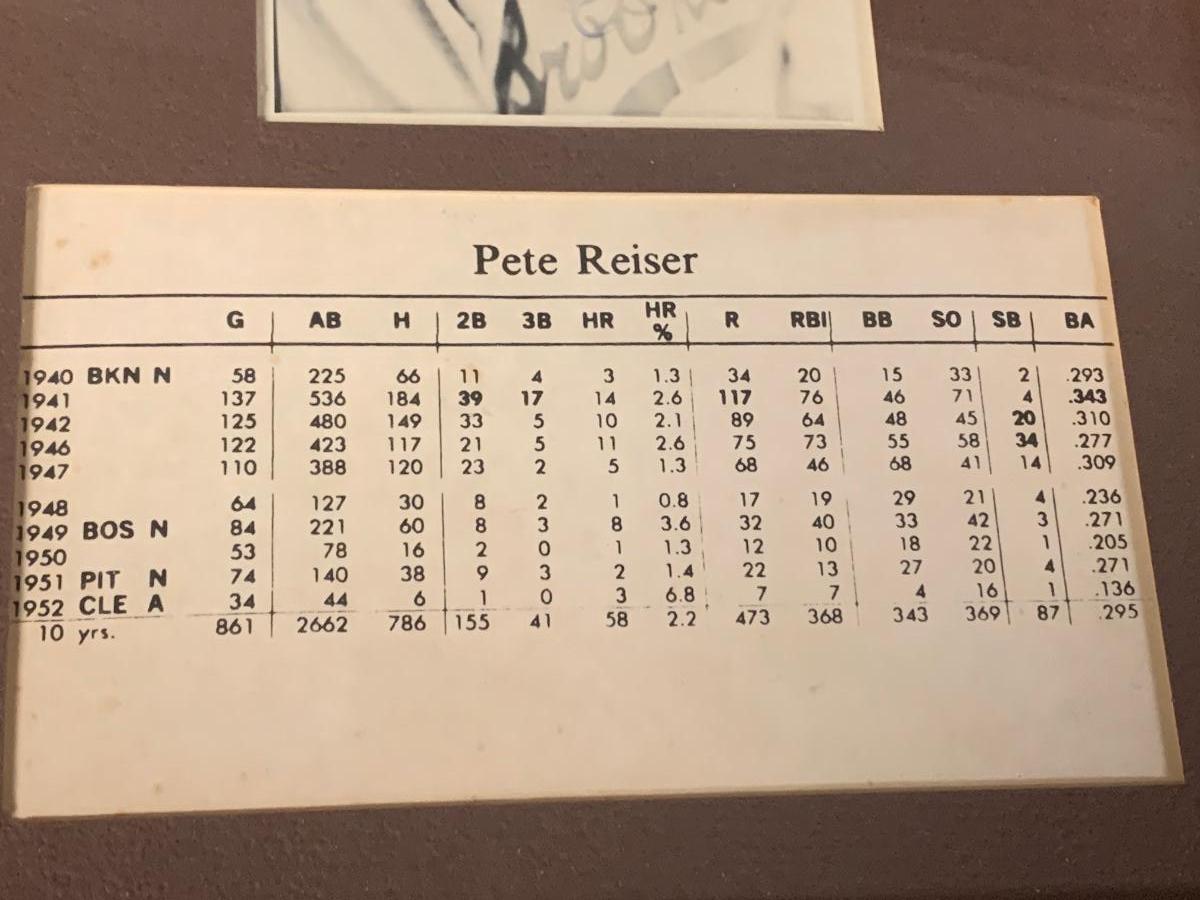 Pete Reiser
G AB H 2B 3B HR HR % R RBI BB SO SB BA
1940 BKN N 58 225 66 11 4 3 1.3 34 20 15 33 2 .293
1941 137 536 184 39 17 14 2.6 117 76 46 71 4 .343
1942 125 480 149 33 5 10 2.1 89 64 48 45 20 .310
1946 122 423 117 21 5 11 2.6 75 73 55 58 34 .277
1947 110 388 120 23 2 5 1.3 68 46 68 41 14 .309
1948 64 127 30 8 2 1 0.8 17 19 29 21 4 .236
1949 BOS N 84 221 60 8 3 8 3.6 32 40 33 42 3 .271
1950 53 78 16 2 0 1 1.3 12 10 18 22 1 .205
1951 PIT N 74 140 38 9 3 2 1.4 22 13 27 20 4 .271
1952 CLE A 34 44 6 1 0 3 6.8 7 7 4 16 1 .136
10 yrs. 861 2662 786 155 41 58 2.2 473 368 343 369 87 .295